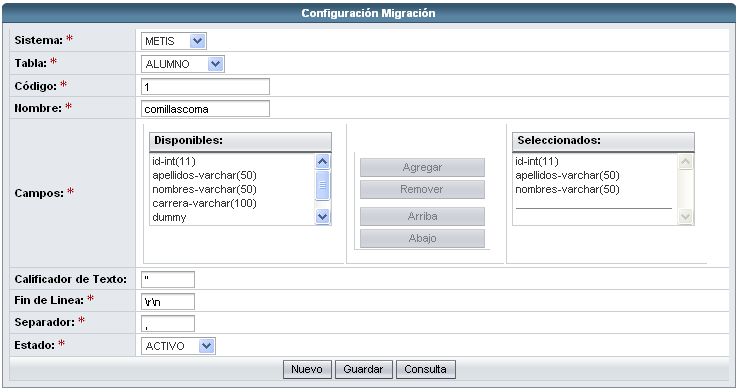 Configuración Migración
Sistema: * METIS
Tabla: * ALUMNO
Código: * 1
Nombre: * comillascoma
Campos: *
Disponibles:
id-int(11)
apellidos-varchar(50)
nombres-varchar(50)
carrera-varchar(100)
dummy
Agregar
Remover
Arriba
Abajo
Seleccionados:
id-int(11)
apellidos-varchar(50)
nombres-varchar(50)
Calificador de Texto: "
Fin de Linea: * \r\n
Separador: * ,
Estado: * ACTIVO
Nuevo Guardar Consulta